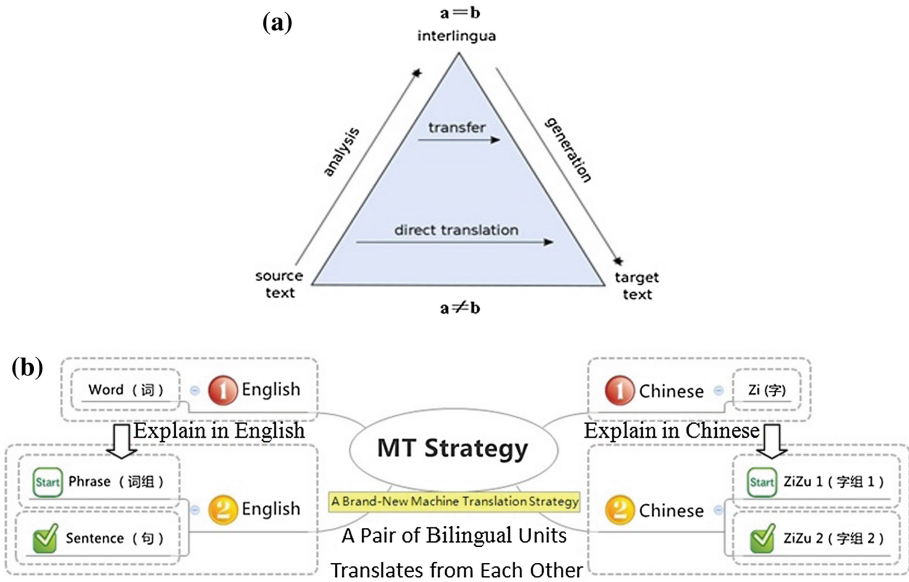 (a)
a＝b
interlingua
analysis
transfer
generation
direct translation
source
text
target
text
a≠b
(b)
Word（词）
1 English
Explain in English
Start Phrase（词组）
Sentence（句）
2 English
MT Strategy
A Brand-New Machine Translation Strategy
A Pair of Bilingual Units
Translates from Each Other
1 Chinese
Zi (字)
Explain in Chinese
2 Chinese
Start ZiZu 1（字组 1）
ZiZu 2（字组 2）